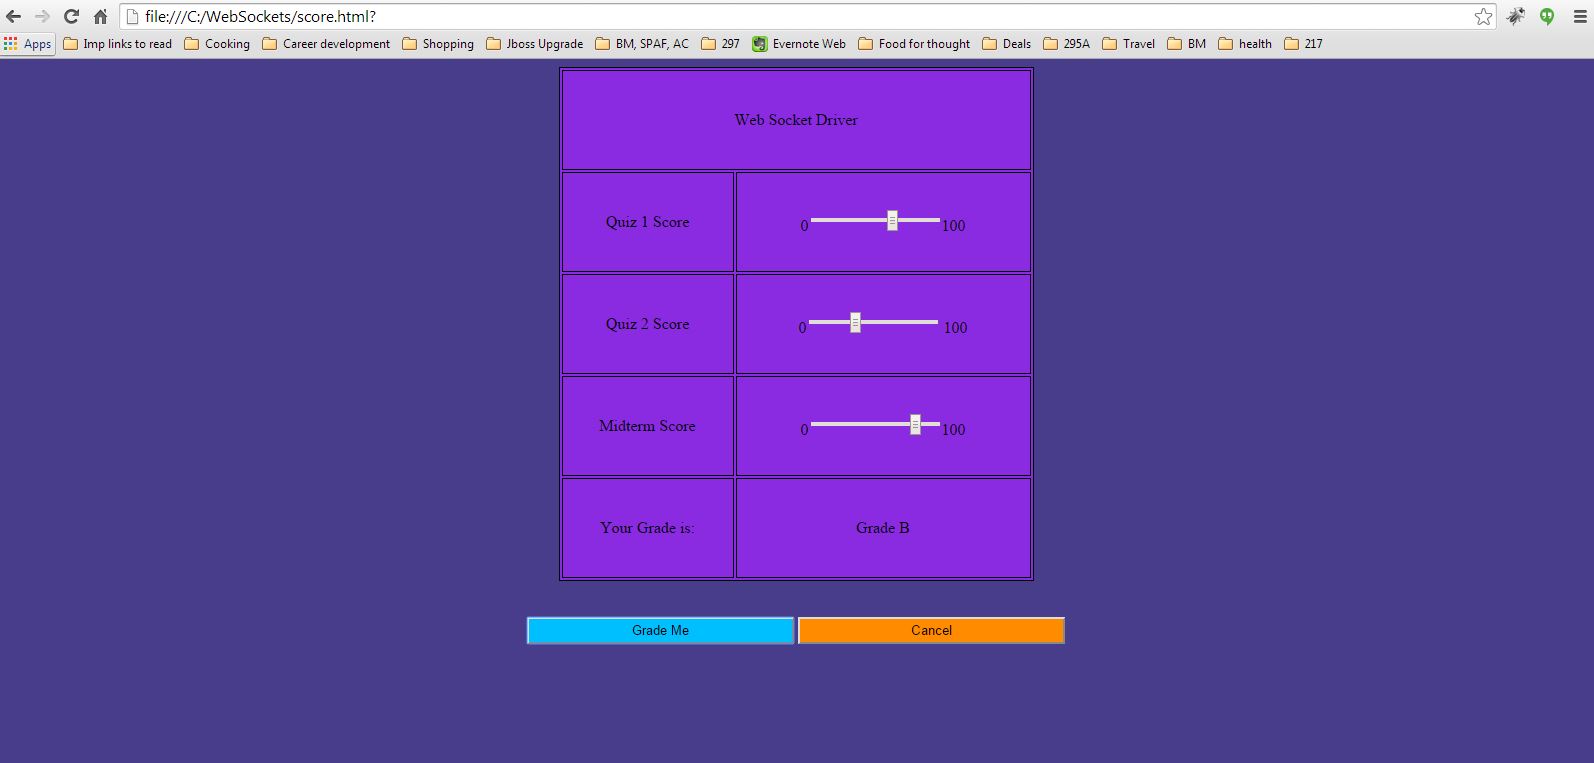 file:///C:/WebSockets/score.html?
Apps Imp links to read Cooking Career development Shopping Jboss Upgrade BM, SPAF, AC 297 Evernote Web Food for thought Deals 295A Travel BM health 217
Web Socket Driver
Quiz 1 Score 0 100
Quiz 2 Score 0 100
Midterm Score 0 100
Your Grade is: Grade B
Grade Me Cancel